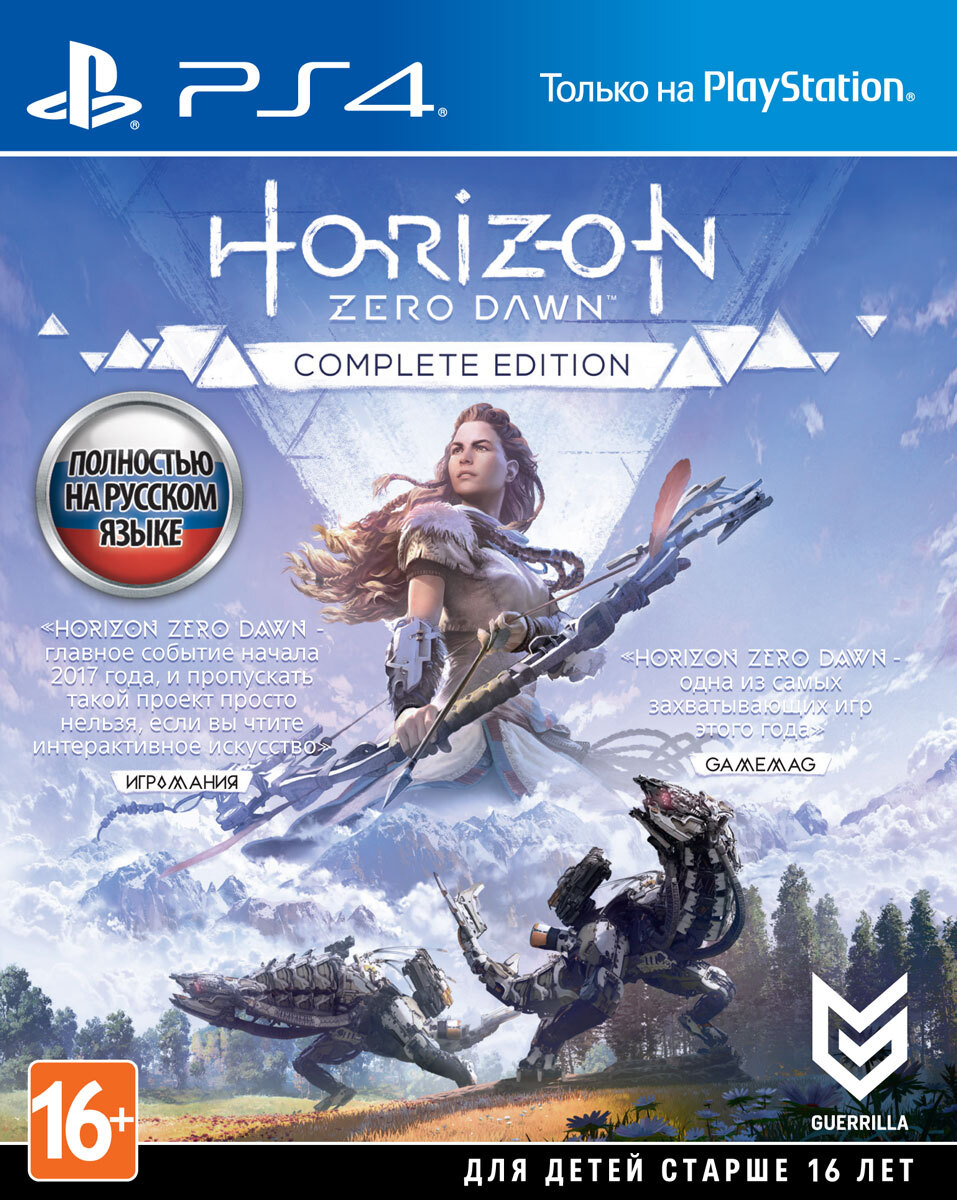 PS4
Только на PlayStation®
HORIZON
ZERO DAWN™
COMPLETE EDITION
ПОЛНОСТЬЮ
НА РУССКОМ
ЯЗЫКЕ
«HORIZON ZERO DAWN -
главное событие начала
2017 года, и пропускать
такой проект просто
нельзя, если вы чтите
интерактивное искусство»
ИГРОМАНИЯ
«HORIZON ZERO DAWN -
одна из самых
захватывающих игр
этого года»
GAMEMAG
16+
GUERRILLA
ДЛЯ ДЕТЕЙ СТАРШЕ 16 ЛЕТ